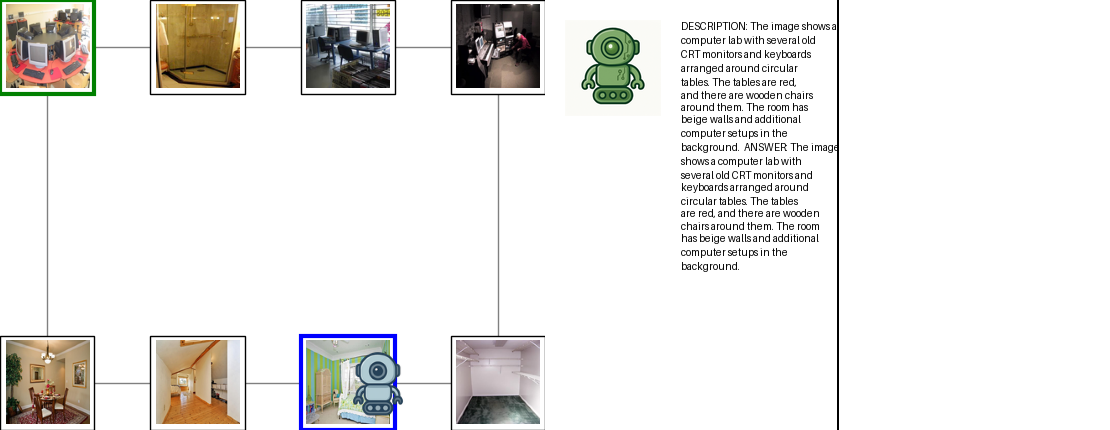 DESCRIPTION: The image shows a
computer lab with several old
CRT monitors and keyboards
arranged around circular
tables. The tables are red,
and there are wooden chairs
around them. The room has
beige walls and additional
computer setups in the
background. ANSWER: The image
shows a computer lab with
several old CRT monitors and
keyboards arranged around
circular tables. The tables
are red, and there are wooden
chairs around them. The room
has beige walls and additional
computer setups in the
background.